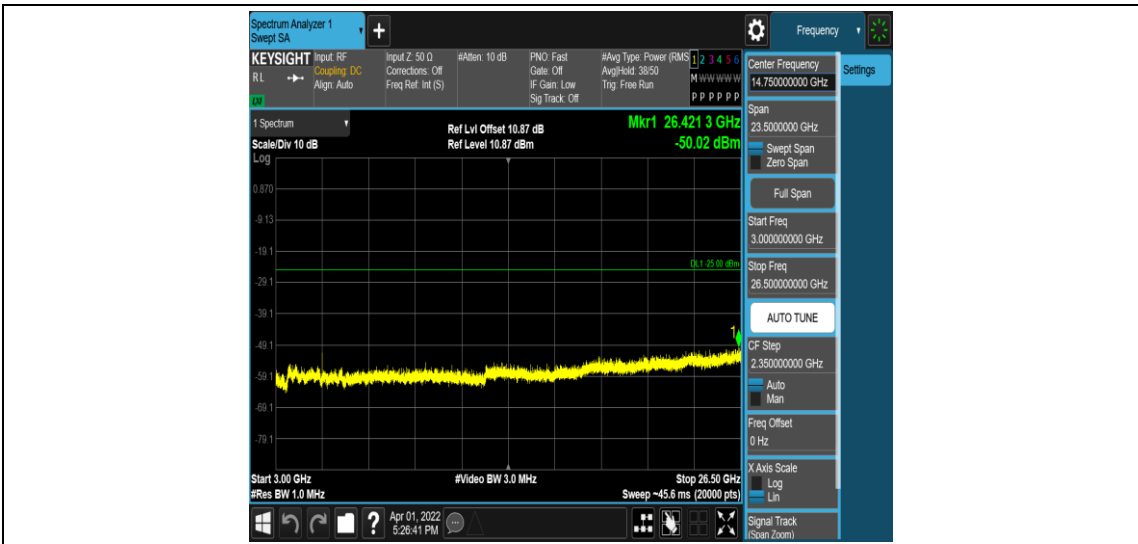 Spectrum Analyzer 1
Swept SA
+
Frequency
KEYSIGHT
RL
LXI
Input: RF
Coupling: DC
Align: Auto
Input Z: 50 Ω
Corrections: Off
Freq Ref: Int (S)
#Atten: 10 dB
PNO: Fast
Gate: Off
IF Gain: Low
Sig Track: Off
#Avg Type: Power (RMS
Avg|Hold: 38/50
Trig: Free Run
1 2 3 4 5 6
M W W W W W
P P P P P P
Center Frequency
14.750000000 GHz
Settings
Span
23.5000000 GHz
Swept Span
Zero Span
Full Span
Start Freq
3.000000000 GHz
Stop Freq
26.500000000 GHz
AUTO TUNE
CF Step
2.350000000 GHz
Auto
Man
Freq Offset
0 Hz
X Axis Scale
Log
Lin
Signal Track
(Span Zoom)
1 Spectrum
Scale/Div 10 dB
Log
Ref Lvl Offset 10.87 dB
Ref Level 10.87 dBm
Mkr1 26.421 3 GHz
-50.02 dBm
0.870
-9.13
-19.1
DL1 -25.00 dBm
-29.1
-39.1
1
-49.1
-59.1
-69.1
-79.1
Start 3.00 GHz
#Res BW 1.0 MHz
#Video BW 3.0 MHz
Stop 26.50 GHz
Sweep ~45.6 ms (20000 pts)
?
Apr 01, 2022
5:26:41 PM